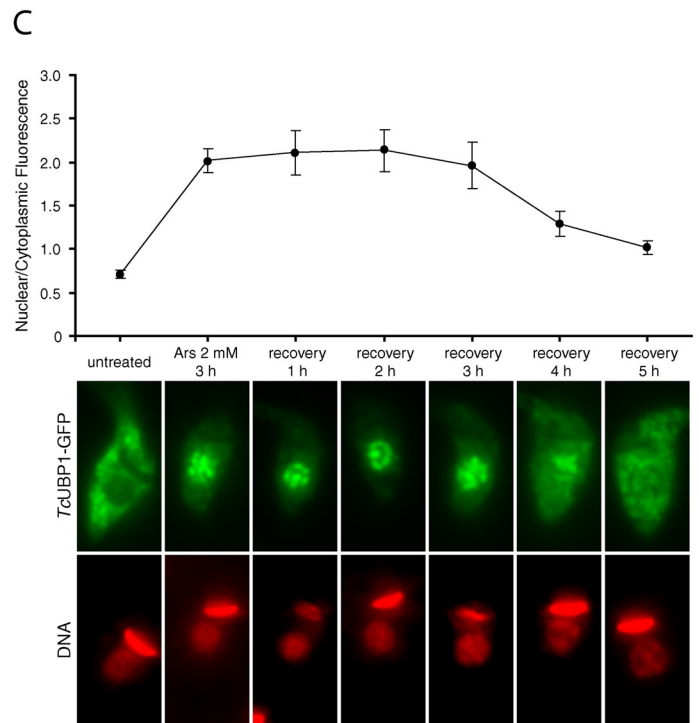 C
Nuclear/Cytoplasmic Fluorescence
3.0
2.5
2.0
1.5
1.0
0.5
0
untreated
Ars 2 mM
3 h
recovery
1 h
recovery
2 h
recovery
3 h
recovery
4 h
recovery
5 h
TcUBP1-GFP
DNA